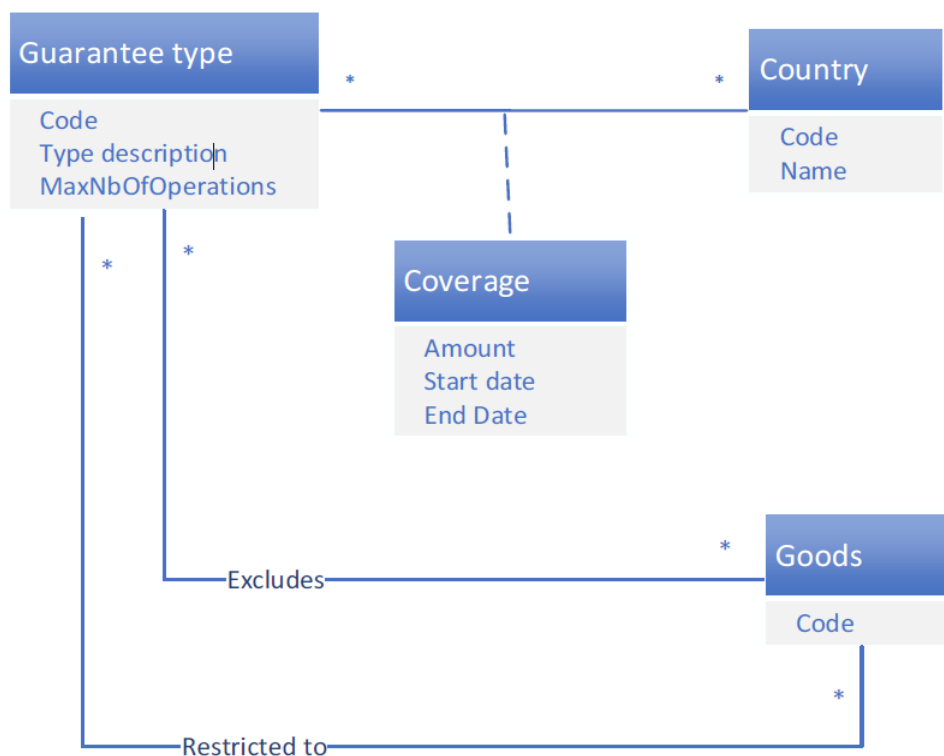 Guarantee type
Code
Type description
MaxNbOfOperations
*
*
Country
Code
Name
*
*
Coverage
Amount
Start date
End Date
*
Goods
Code
*
Excludes
Restricted to